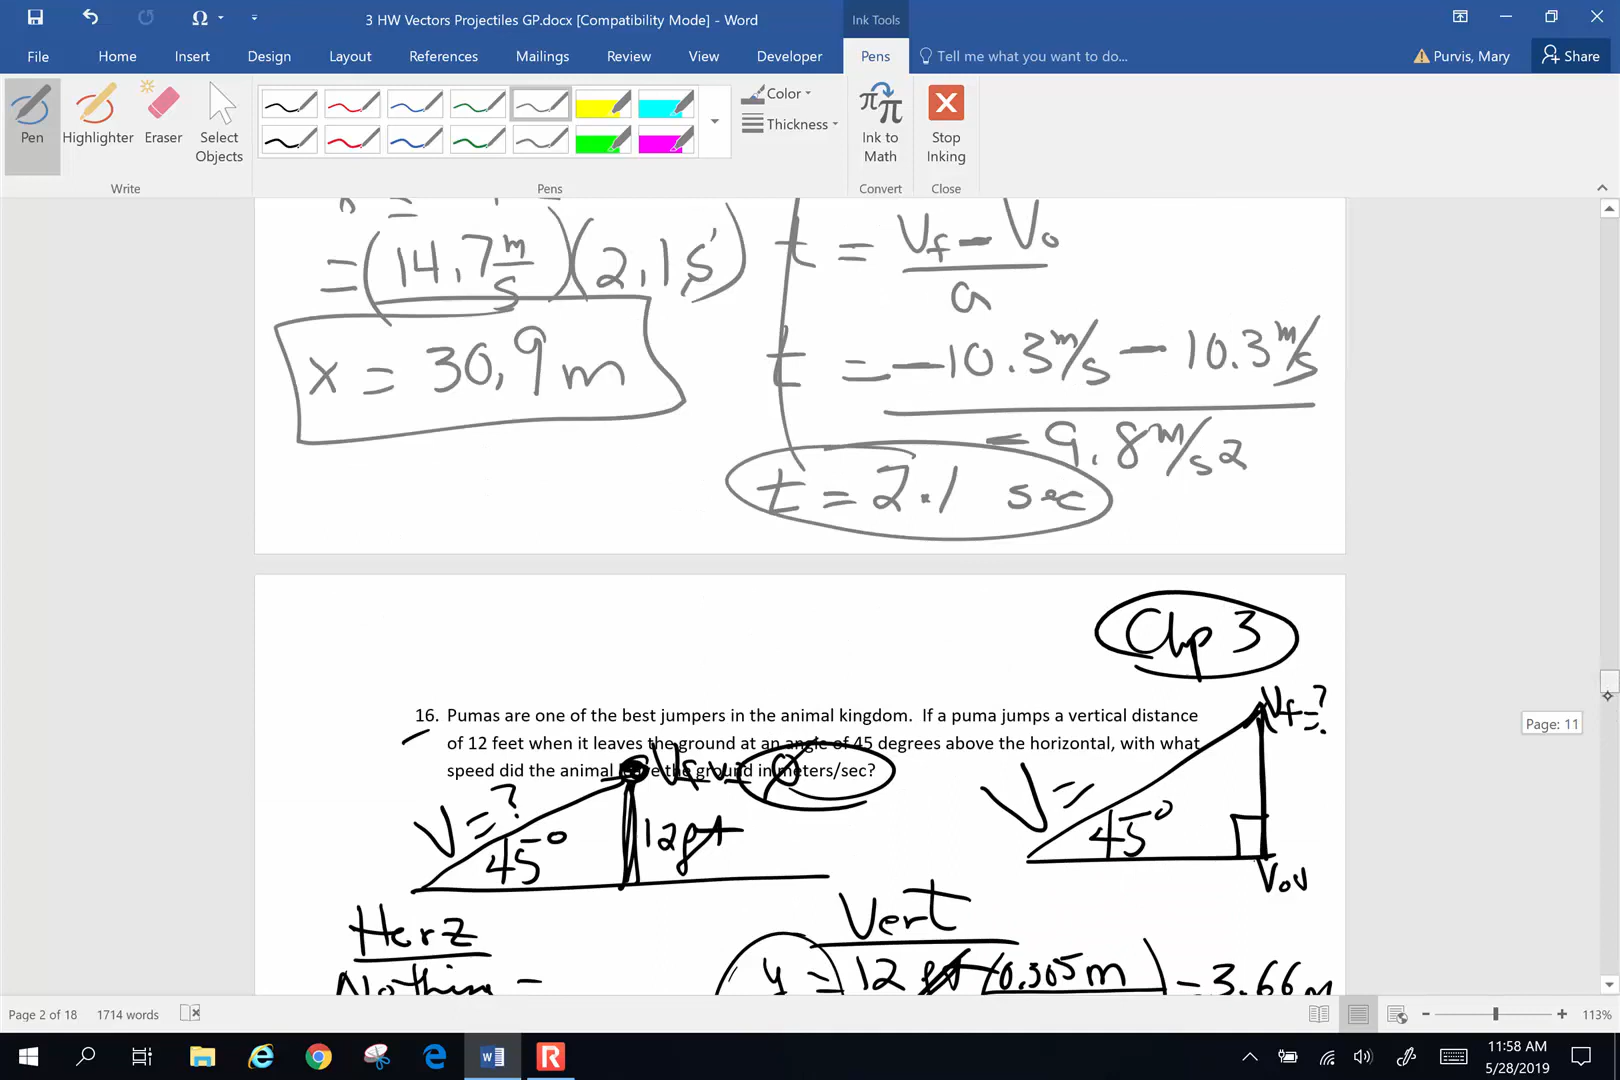 3 HW Vectors Projectiles GP.docx [Compatibility Mode] - Word
Ink Tools
File Home Insert Design Layout References Mailings Review View Developer Pens Tell me what you want to do... Purvis, Mary Share
Pen Highlighter Eraser Select Objects
Color
Thickness
Ink to Math
Stop Inking
Write Pens Convert Close
= (14.7 m/s)(2.1 s)
x = 30.9 m
t = Vf - Vo / a
t = -10.3 m/s - 10.3 m/s / -9.8 m/s2
t = 2.1 sec
Chp 3
16. Pumas are one of the best jumpers in the animal kingdom. If a puma jumps a vertical distance
of 12 feet when it leaves the ground at an angle of 45 degrees above the horizontal, with what
speed did the animal leave the ground in meters/sec?
V = ?
45°
12 ft
Vf = ?
V =
45°
Vov
Horz
Nothing -
Vert
y = 12 ft (0.305 m) = 3.66 m
Page: 11
Page 2 of 18 1714 words 113%
11:58 AM
5/28/2019